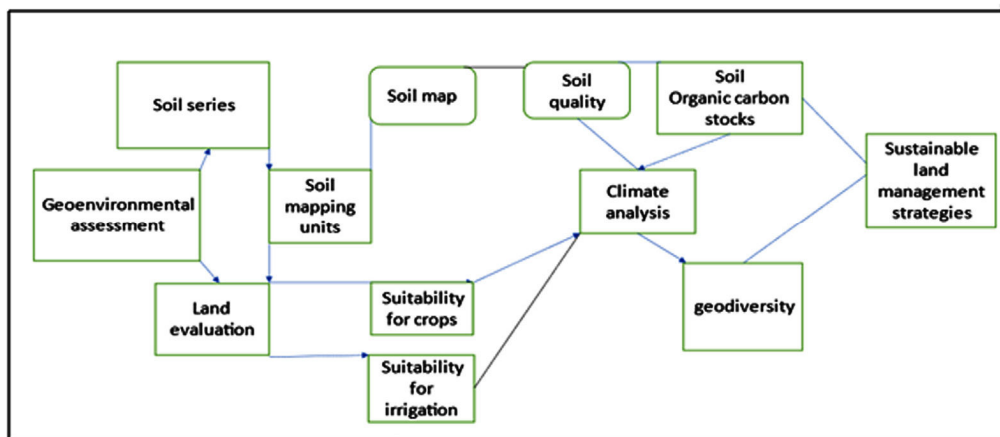 Soil series
Soil map
Soil
quality
Soil
Organic carbon
stocks
Sustainable
land
management
strategies
Geoenvironmental
assessment
Soil
mapping
units
Climate
analysis
Land
evaluation
Suitability
for crops
geodiversity
Suitability
for
irrigation